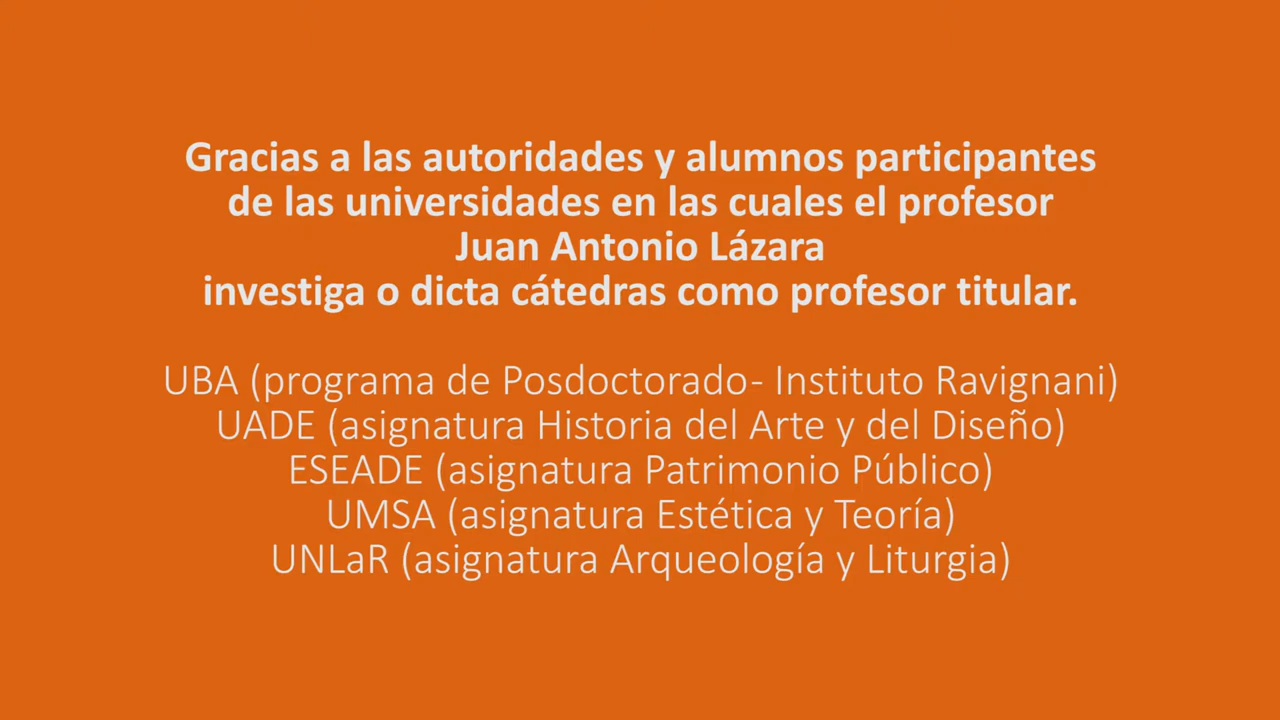 Gracias a las autoridades y alumnos participantes
de las universidades en las cuales el profesor
Juan Antonio Lázara
investiga o dicta cátedras como profesor titular.
UBA (programa de Posdoctorado- Instituto Ravignani)
UADE (asignatura Historia del Arte y del Diseño)
ESEADE (asignatura Patrimonio Público)
UMSA (asignatura Estética y Teoría)
UNLaR (asignatura Arqueología y Liturgia)